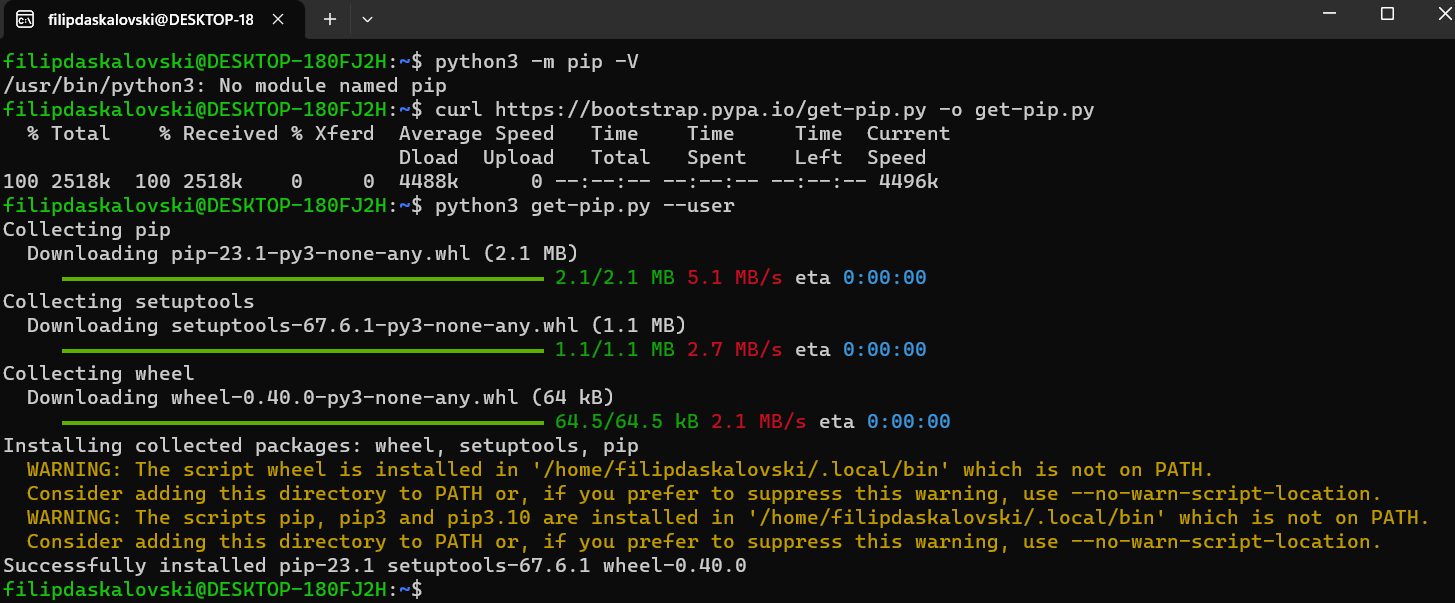 filipdaskalovski@DESKTOP-18
filipdaskalovski@DESKTOP-180FJ2H:~$ python3 -m pip -V
/usr/bin/python3: No module named pip
filipdaskalovski@DESKTOP-180FJ2H:~$ curl https://bootstrap.pypa.io/get-pip.py -o get-pip.py
  % Total    % Received % Xferd  Average Speed   Time    Time     Time  Current
                                 Dload  Upload   Total   Spent    Left  Speed
100 2518k  100 2518k    0     0  4488k      0 --:--:-- --:--:-- --:--:-- 4496k
filipdaskalovski@DESKTOP-180FJ2H:~$ python3 get-pip.py --user
Collecting pip
  Downloading pip-23.1-py3-none-any.whl (2.1 MB)
2.1/2.1 MB 5.1 MB/s eta 0:00:00
Collecting setuptools
  Downloading setuptools-67.6.1-py3-none-any.whl (1.1 MB)
1.1/1.1 MB 2.7 MB/s eta 0:00:00
Collecting wheel
  Downloading wheel-0.40.0-py3-none-any.whl (64 kB)
64.5/64.5 kB 2.1 MB/s eta 0:00:00
Installing collected packages: wheel, setuptools, pip
  WARNING: The script wheel is installed in '/home/filipdaskalovski/.local/bin' which is not on PATH.
  Consider adding this directory to PATH or, if you prefer to suppress this warning, use --no-warn-script-location.
  WARNING: The scripts pip, pip3 and pip3.10 are installed in '/home/filipdaskalovski/.local/bin' which is not on PATH.
  Consider adding this directory to PATH or, if you prefer to suppress this warning, use --no-warn-script-location.
Successfully installed pip-23.1 setuptools-67.6.1 wheel-0.40.0
filipdaskalovski@DESKTOP-180FJ2H:~$